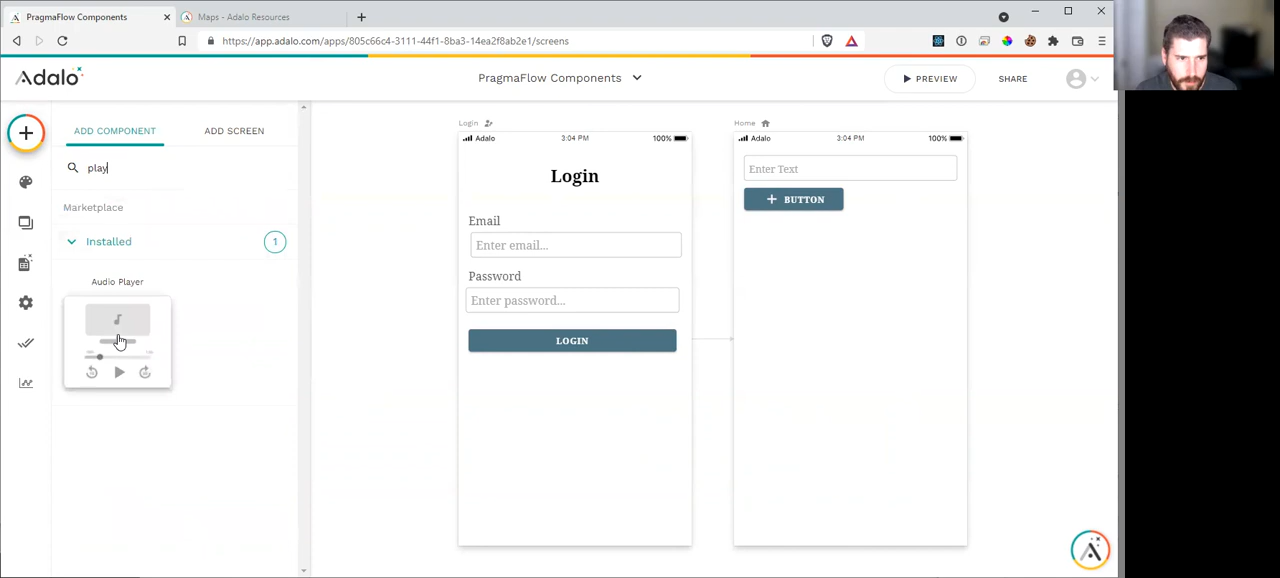 PragmaFlow Components
Maps - Adalo Resources
https://app.adalo.com/apps/805c66c4-3111-44f1-8ba3-14ea2f8ab2e1/screens
Adalo
PragmaFlow Components
PREVIEW
SHARE
ADD COMPONENT
ADD SCREEN
play
Marketplace
Installed
1
Audio Player
Login
Adalo
3:04 PM
100%
Login
Email
Enter email...
Password
Enter password...
LOGIN
Home
Adalo
3:04 PM
100%
Enter Text
BUTTON